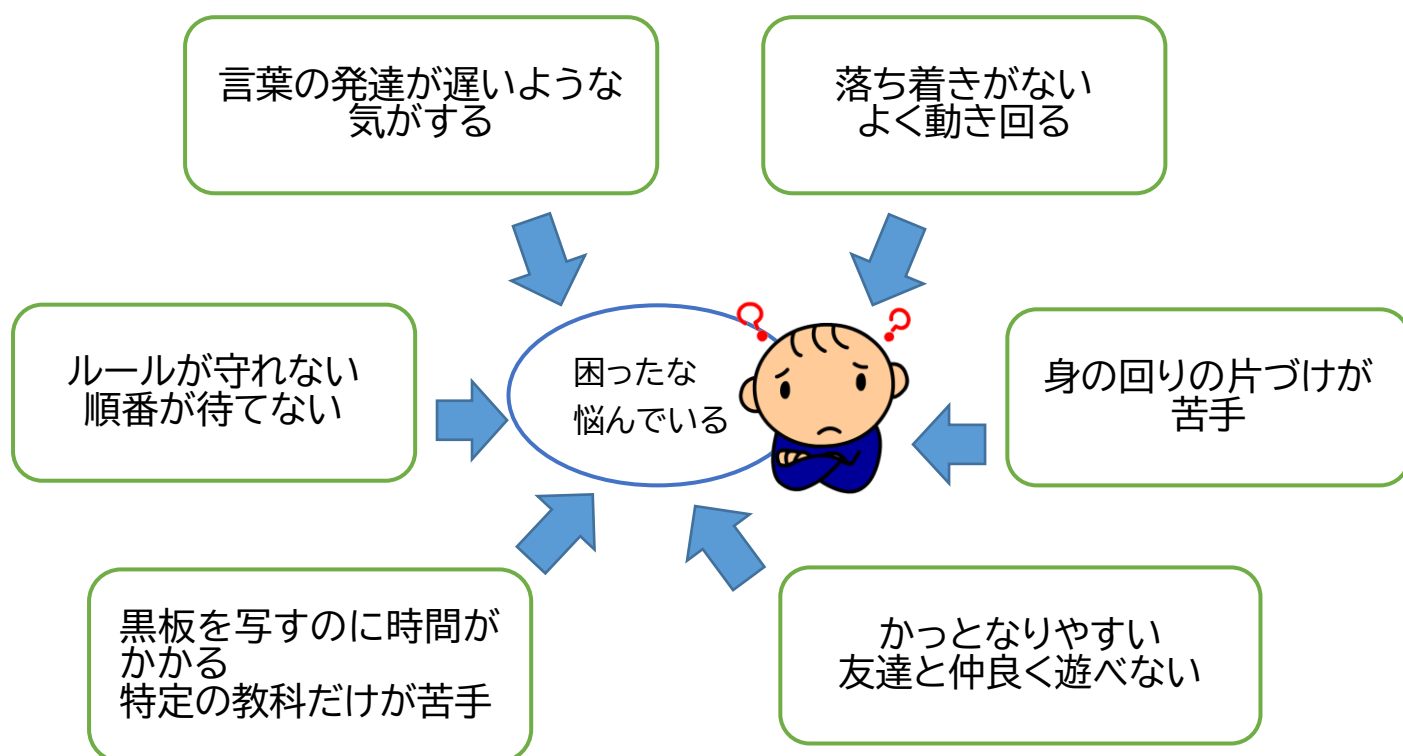 言葉の発達が遅いような
気がする
落ち着きがない
よく動き回る
ルールが守れない
順番が待てない
困ったな
悩んでいる
身の回りの片づけが
苦手
黒板を写すのに時間が
かかる
特定の教科だけが苦手
かっとなりやすい
友達と仲良く遊べない